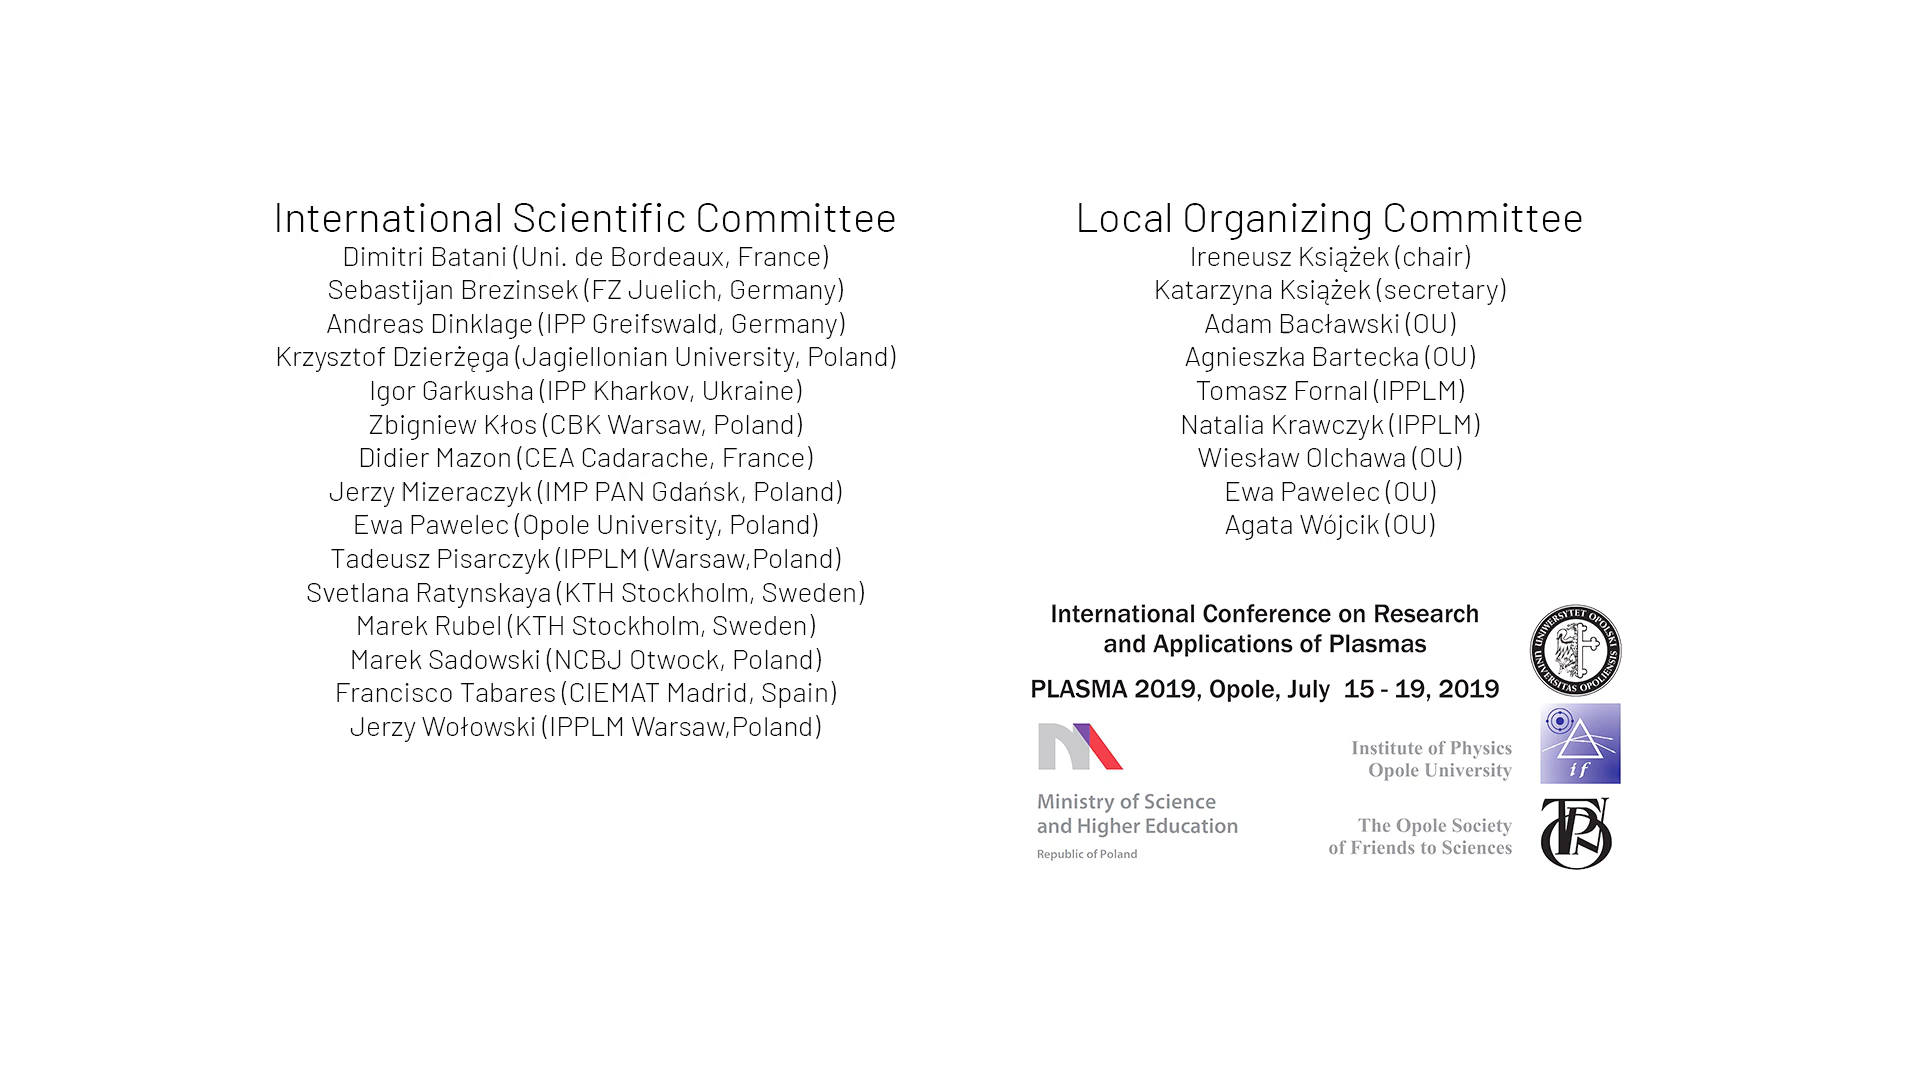 International Scientific Committee
Dimitri Batani (Uni. de Bordeaux, France)
Sebastijan Brezinsek (FZ Juelich, Germany)
Andreas Dinklage (IPP Greifswald, Germany)
Krzysztof Dzierżęga (Jagiellonian University, Poland)
Igor Garkusha (IPP Kharkov, Ukraine)
Zbigniew Kłos (CBK Warsaw, Poland)
Didier Mazon (CEA Cadarache, France)
Jerzy Mizeraczyk (IMP PAN Gdańsk, Poland)
Ewa Pawelec (Opole University, Poland)
Tadeusz Pisarczyk (IPPLM (Warsaw,Poland)
Svetlana Ratynskaya (KTH Stockholm, Sweden)
Marek Rubel (KTH Stockholm, Sweden)
Marek Sadowski (NCBJ Otwock, Poland)
Francisco Tabares (CIEMAT Madrid, Spain)
Jerzy Wołowski (IPPLM Warsaw,Poland)
Local Organizing Committee
Ireneusz Książek (chair)
Katarzyna Książek (secretary)
Adam Bacławski (OU)
Agnieszka Bartecka (OU)
Tomasz Fornal (IPPLM)
Natalia Krawczyk (IPPLM)
Wiesław Olchawa (OU)
Ewa Pawelec (OU)
Agata Wójcik (OU)
International Conference on Research
and Applications of Plasmas
PLASMA 2019, Opole, July 15 - 19, 2019
UNIWERSYTET OPOLSKI
UNIVERSITAS OPOLIENSIS
Ministry of Science
and Higher Education
Republic of Poland
Institute of Physics
Opole University
if
The Opole Society
of Friends to Sciences
OTPN